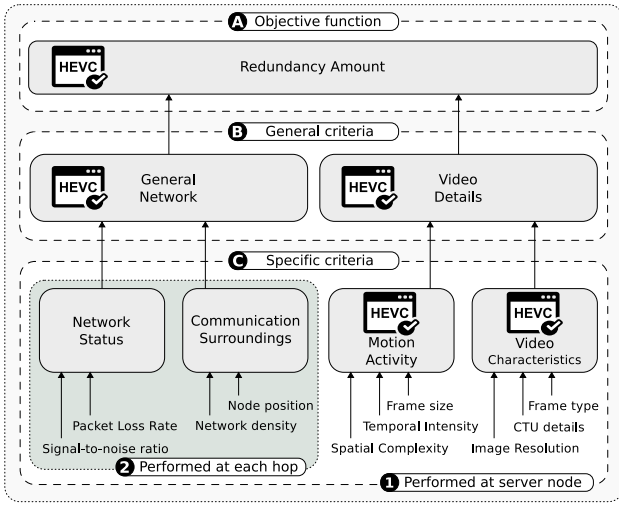 A Objective function
HEVC
Redundancy Amount
B General criteria
HEVC
General
Network
HEVC
Video
Details
C Specific criteria
Network
Status
Communication
Surroundings
HEVC
Motion
Activity
HEVC
Video
Characteristics
Packet Loss Rate
Signal-to-noise ratio
Node position
Network density
Frame size
Temporal Intensity
Spatial Complexity
Frame type
CTU details
Image Resolution
2 Performed at each hop
1 Performed at server node